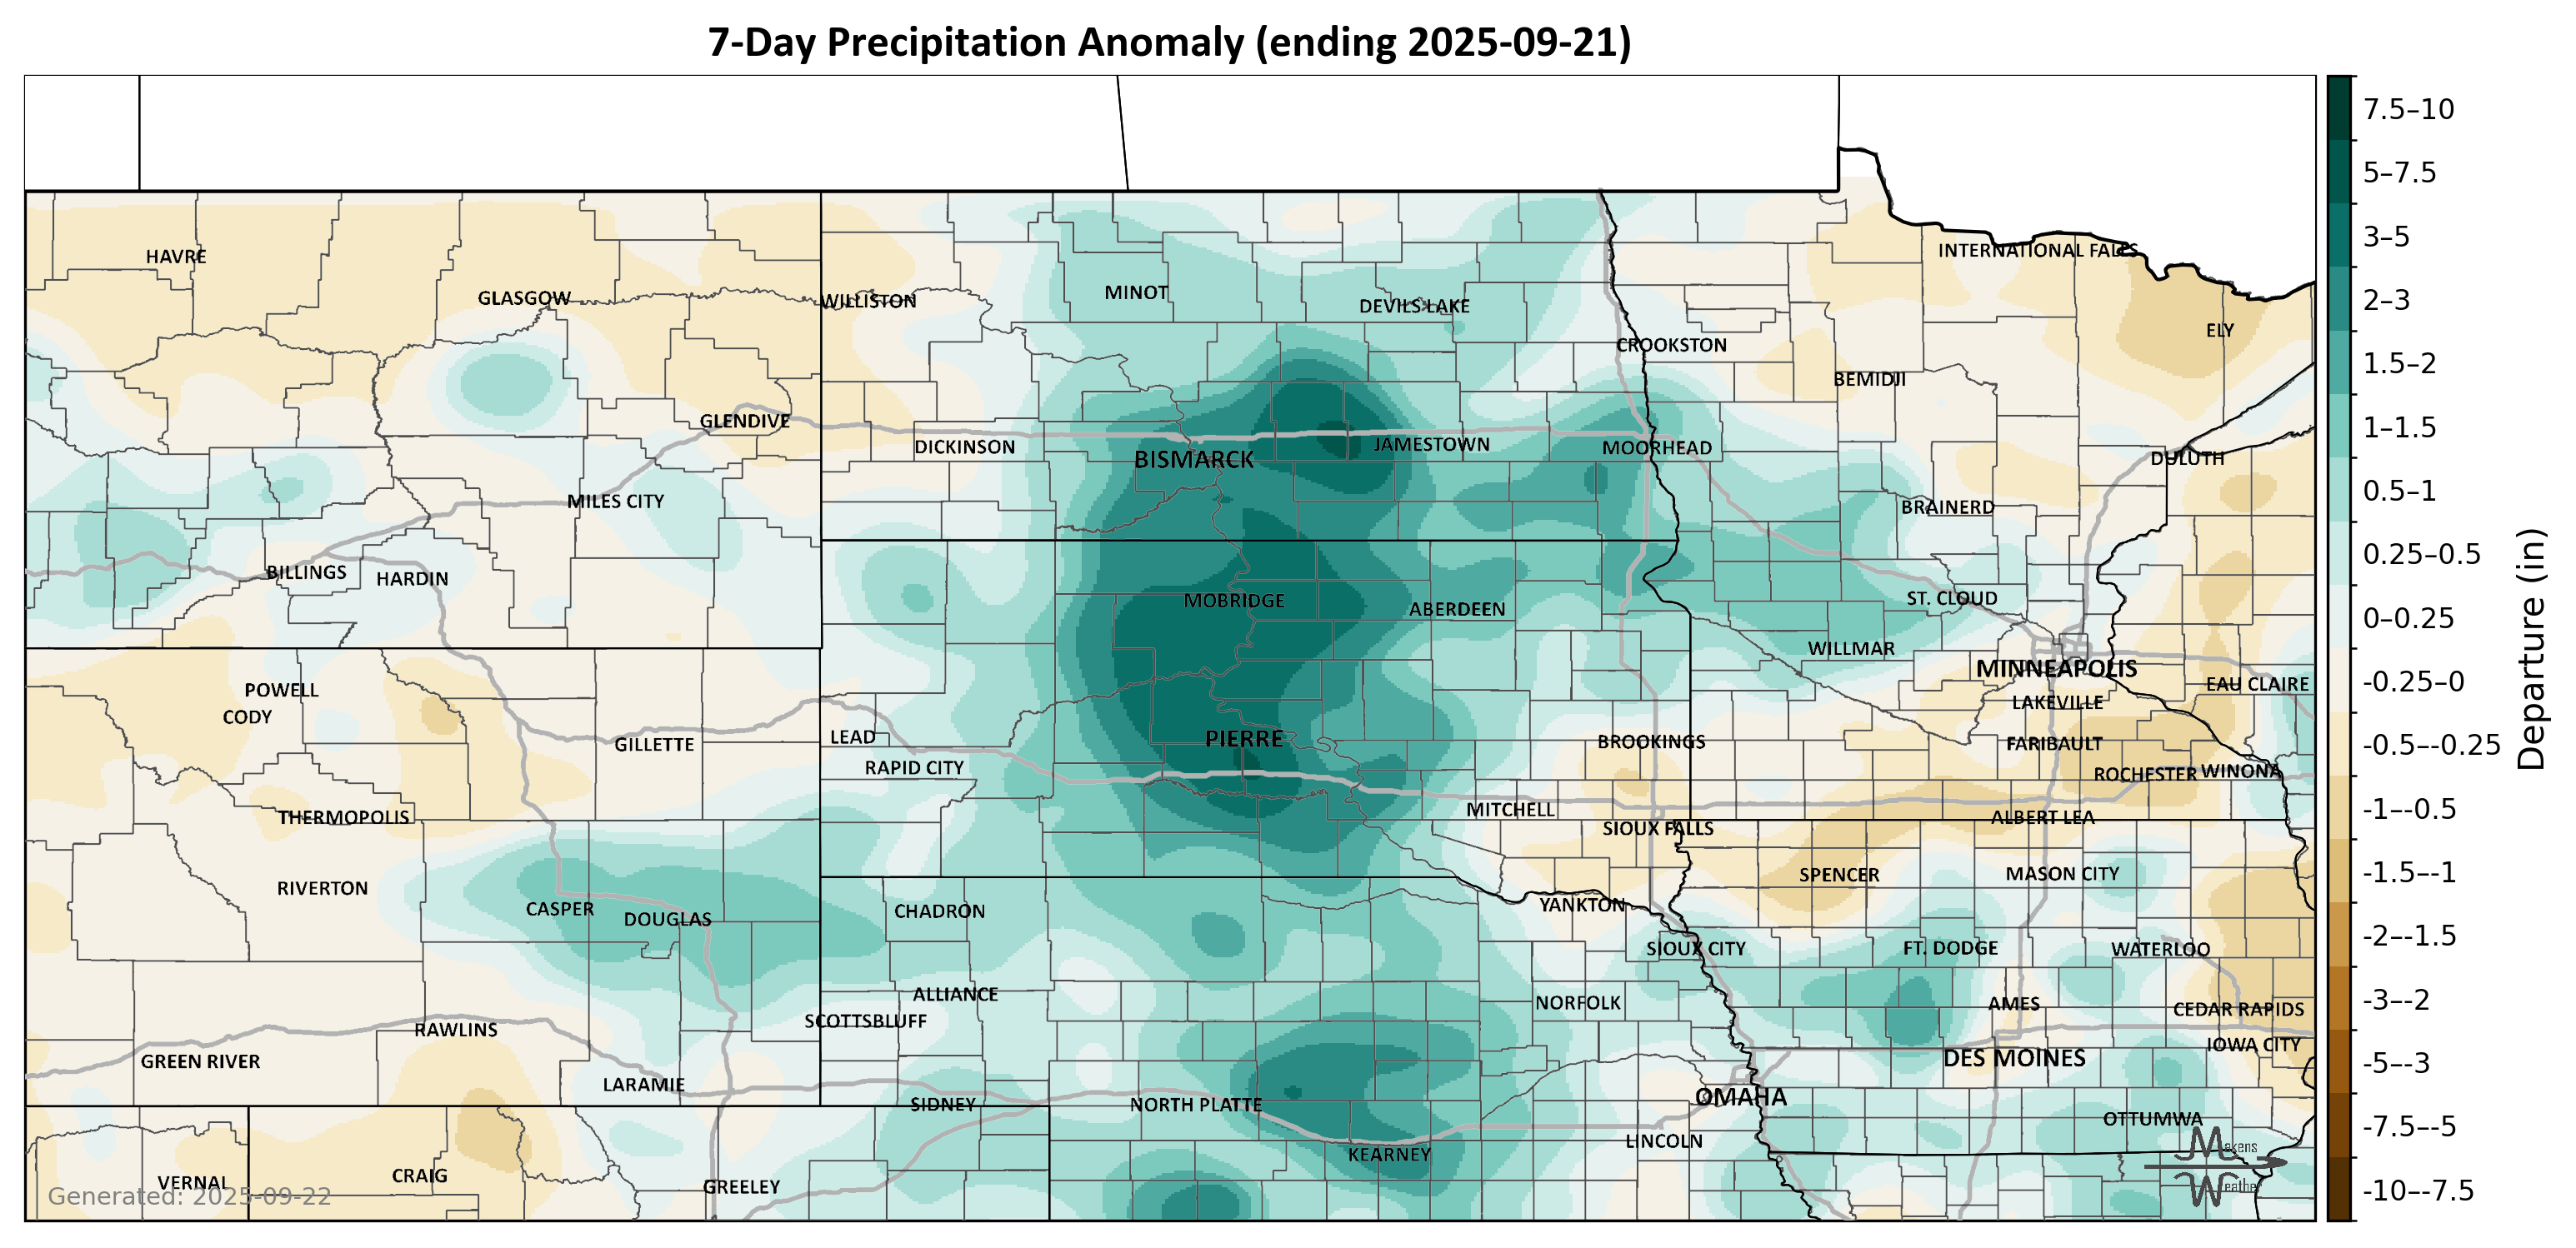 7-Day Precipitation Anomaly (ending 2025-09-21)
HAVRE
GLASGOW
WILLISTON
MINOT
DEVILS LAKE
INTERNATIONAL FALLS
ELY
CROOKSTON
BEMIDJI
GLENDIVE
DICKINSON
BISMARCK
JAMESTOWN
MOORHEAD
DULUTH
MILES CITY
BRAINERD
BILLINGS
HARDIN
MOBRIDGE
ABERDEEN
ST. CLOUD
WILLMAR
MINNEAPOLIS
EAU CLAIRE
POWELL
CODY
LAKEVILLE
GILLETTE
LEAD
PIERRE
BROOKINGS
FARIBAULT
RAPID CITY
ROCHESTER
WINONA
THERMOPOLIS
MITCHELL
ALBERT LEA
SIOUX FALLS
RIVERTON
SPENCER
MASON CITY
CASPER
DOUGLAS
CHADRON
YANKTON
SIOUX CITY
FT. DODGE
WATERLOO
ALLIANCE
NORFOLK
AMES
CEDAR RAPIDS
SCOTTSBLUFF
RAWLINS
IOWA CITY
GREEN RIVER
DES MOINES
LARAMIE
SIDNEY
NORTH PLATTE
OMAHA
OTTUMWA
LINCOLN
KEARNEY
VERNAL
CRAIG
GREELEY
Generated: 2025-09-22
Makens
Weather
7.5–10
5–7.5
3–5
2–3
1.5–2
1–1.5
0.5–1
0.25–0.5
0–0.25
-0.25–0
-0.5–-0.25
-1–-0.5
-1.5–-1
-2–-1.5
-3–-2
-5–-3
-7.5–-5
-10–-7.5
Departure (in)